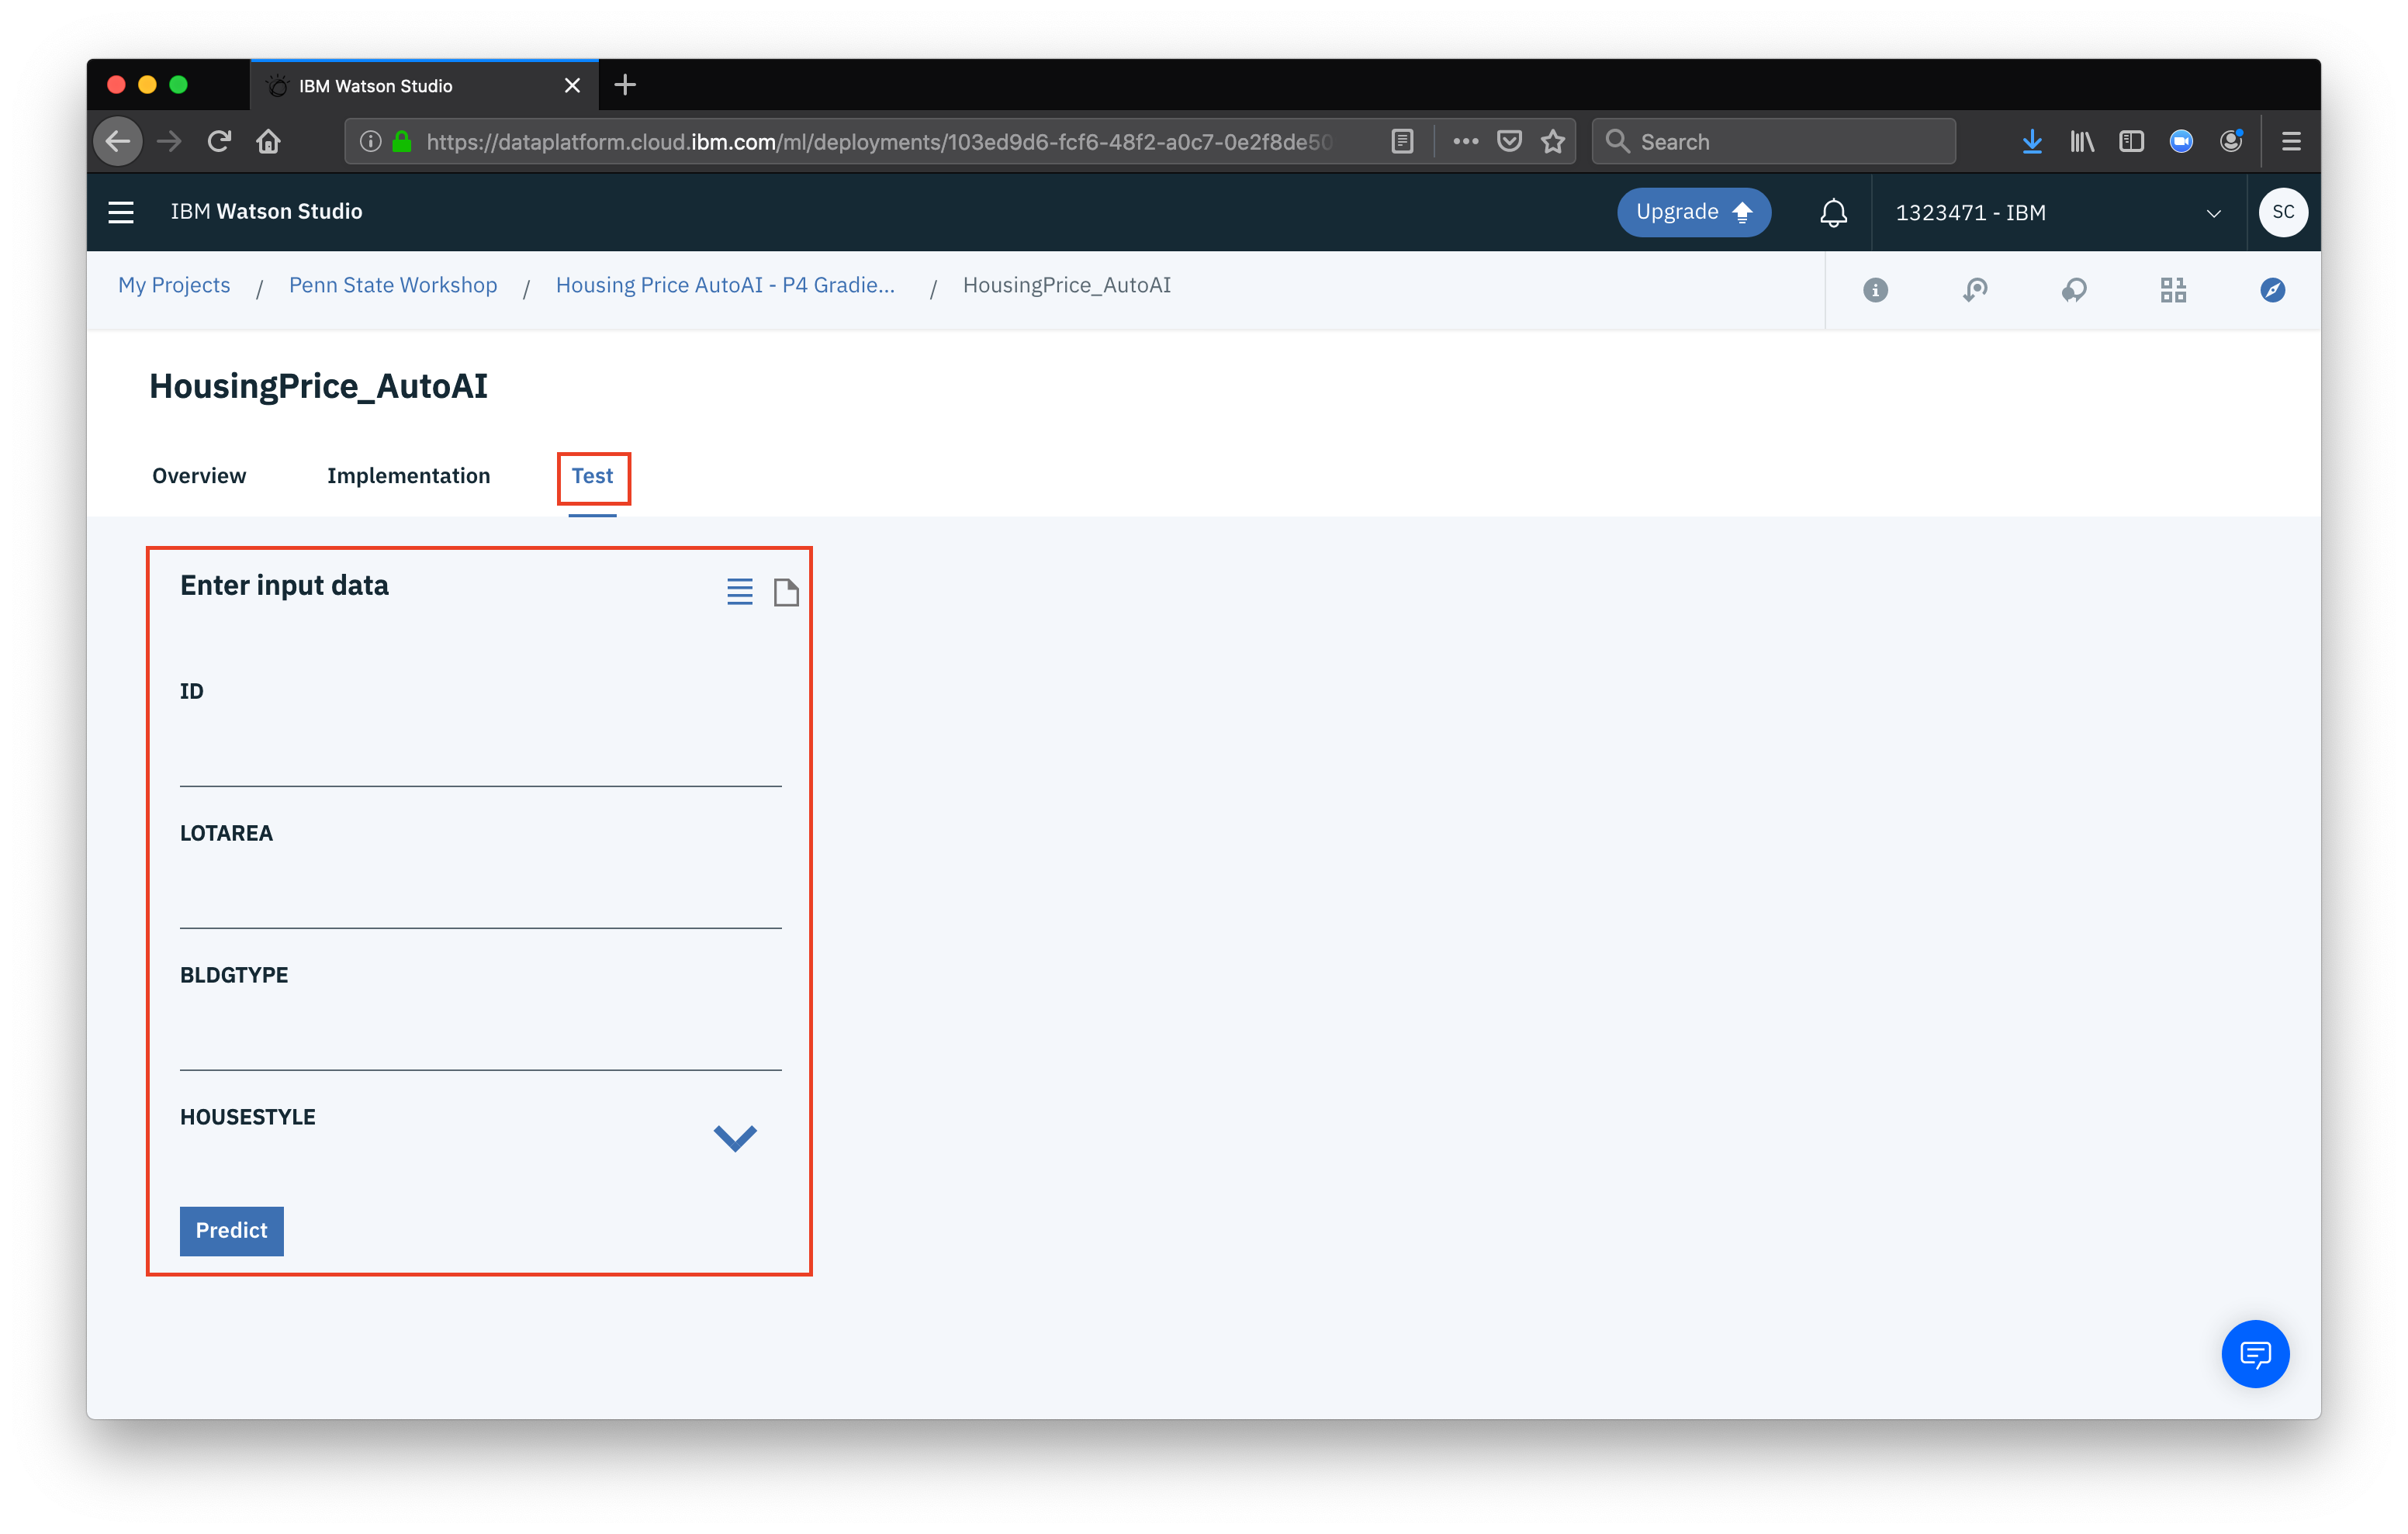 IBM Watson Studio
https://dataplatform.cloud.ibm.com/ml/deployments/103ed9d6-fcf6-48f2-a0c7-0e2f8de50
Search
IBM Watson Studio
Upgrade
1323471 - IBM
SC
My Projects / Penn State Workshop / Housing Price AutoAI - P4 Gradie... / HousingPrice_AutoAI
HousingPrice_AutoAI
Overview
Implementation
Test
Enter input data
ID
LOTAREA
BLDGTYPE
HOUSESTYLE
Predict